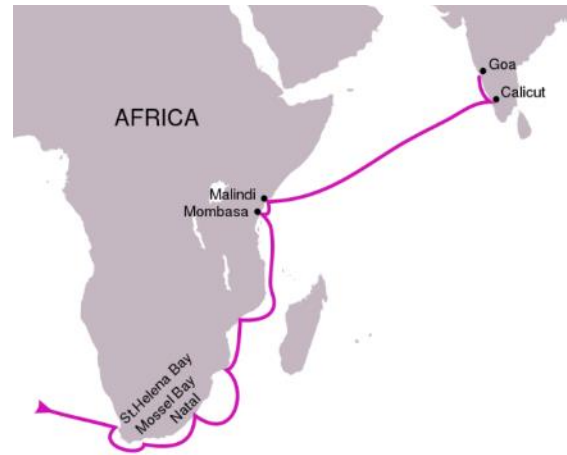 Goa
Calicut
AFRICA
Malindi
Mombasa
St.Helena Bay
Mossel Bay
Natal